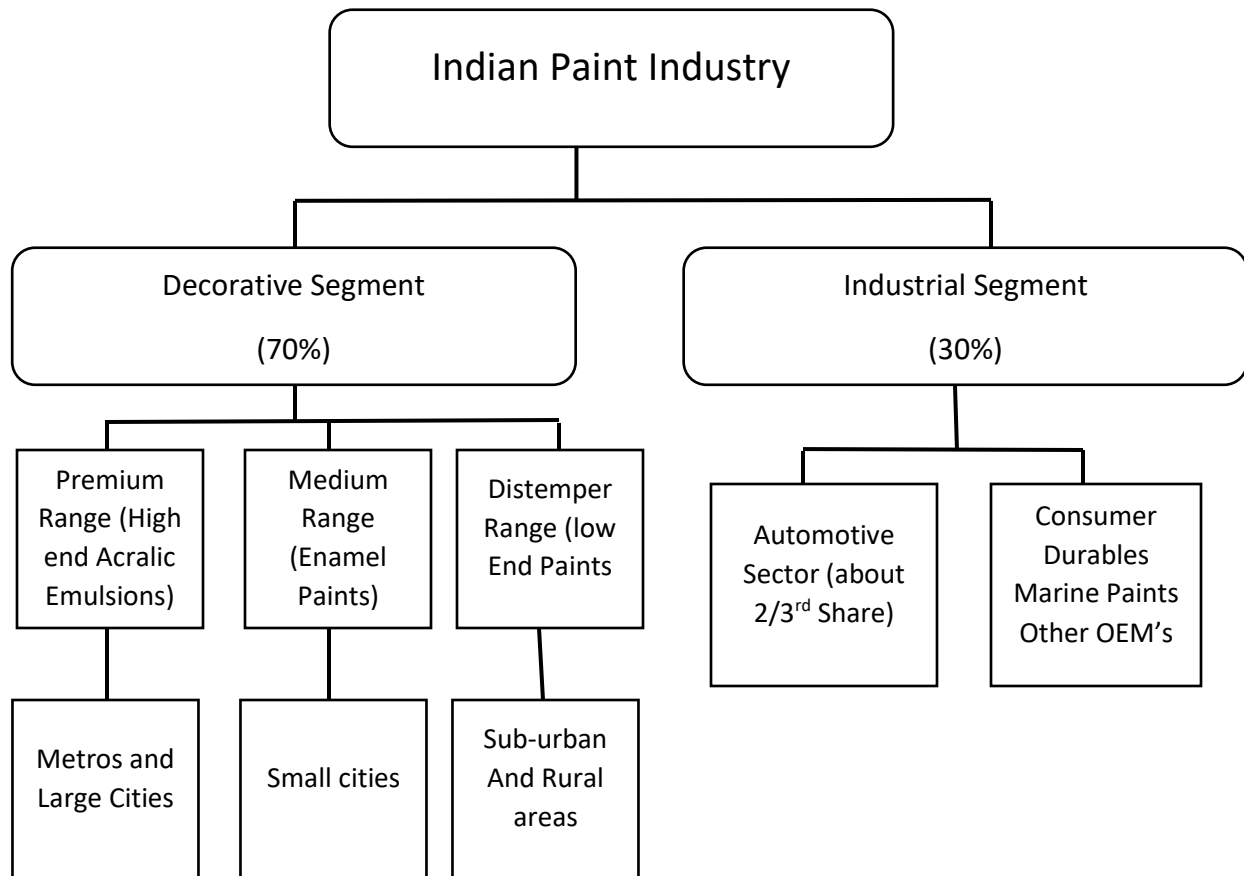 Indian Paint Industry
Decorative Segment
(70%)
Industrial Segment
(30%)
Premium
Range (High
end Acralic
Emulsions)
Medium
Range
(Enamel
Paints)
Distemper
Range (low
End Paints
Automotive
Sector (about
2/3rd Share)
Consumer
Durables
Marine Paints
Other OEM’s
Metros and
Large Cities
Small cities
Sub-urban
And Rural
areas